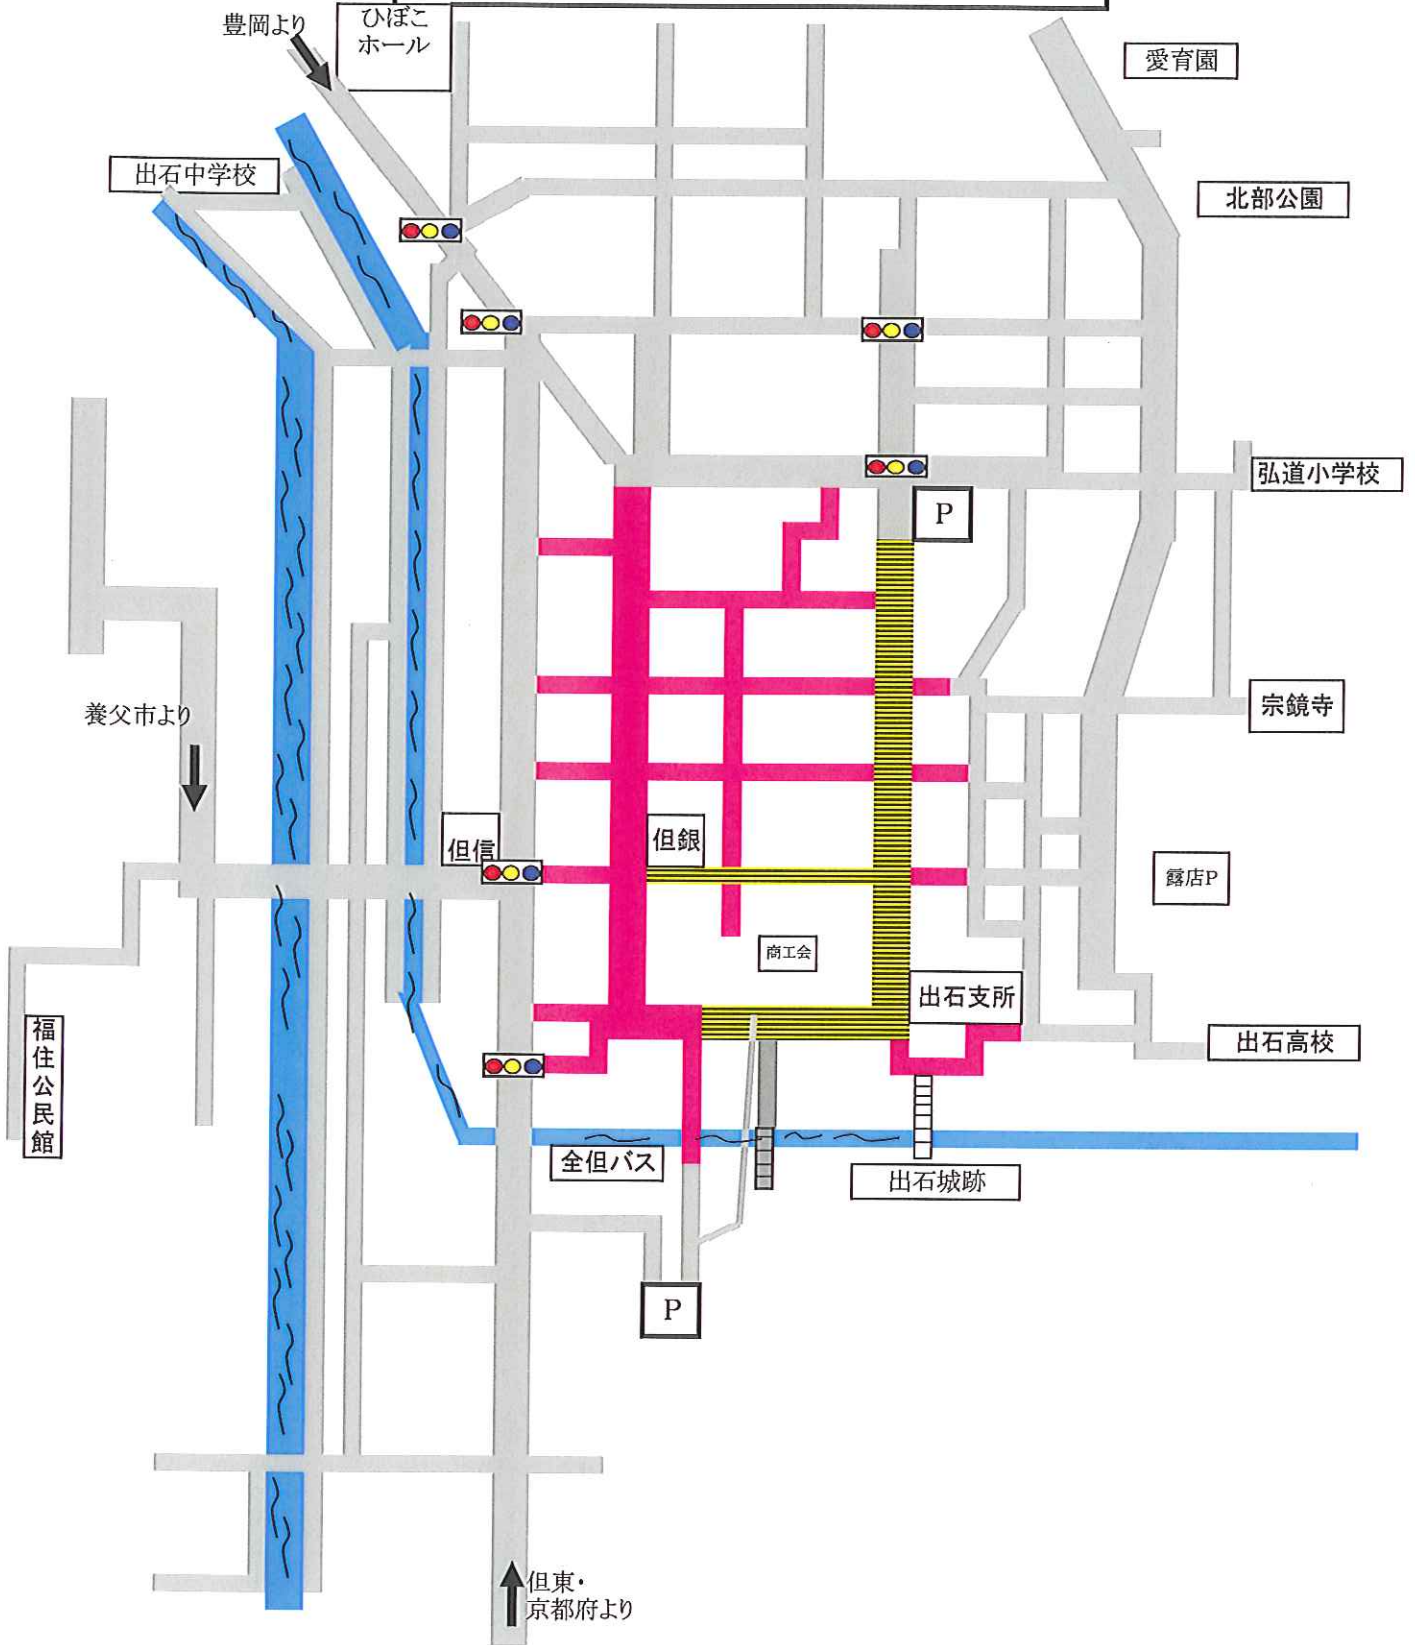 豊岡より
ひぼこ
ホール
愛育園
出石中学校
北部公園
弘道小学校
P
養父市より
宗鏡寺
但信
但銀
露店P
商工会
出石支所
福住公民館
出石高校
全但バス
出石城跡
P
但東・
京都府より